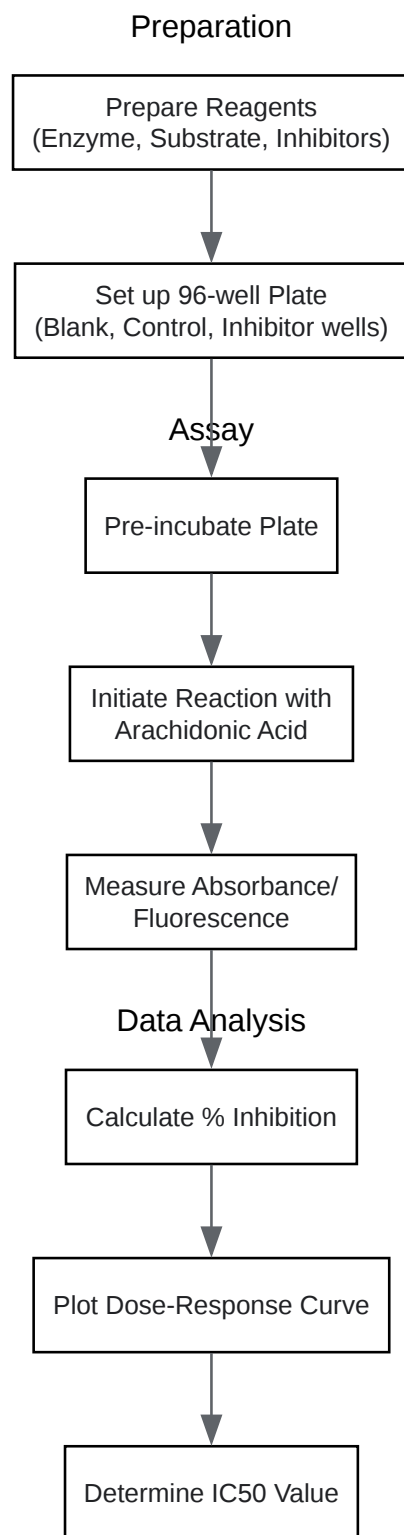 Preparation
Prepare Reagents
(Enzyme, Substrate, Inhibitors)
Set up 96-well Plate
(Blank, Control, Inhibitor wells)
Assay
Pre-incubate Plate
Initiate Reaction with
Arachidonic Acid
Measure Absorbance/
Fluorescence
Data Analysis
Calculate % Inhibition
Plot Dose-Response Curve
Determine IC50 Value